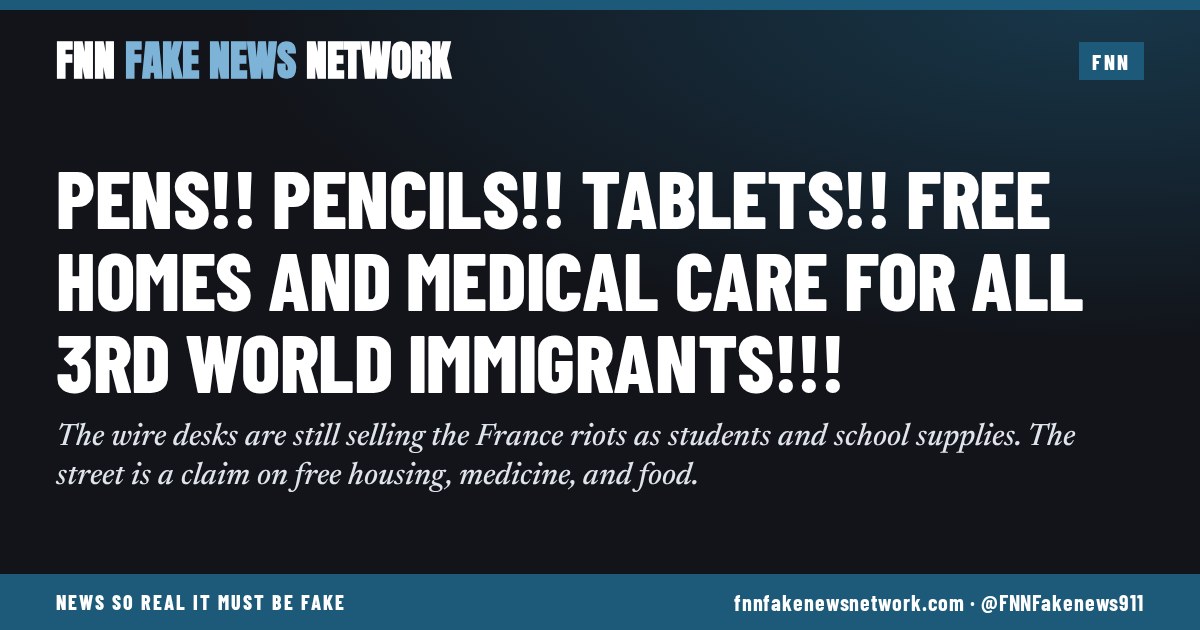 FNN FAKE NEWS NETWORK
FNN
PENS!! PENCILS!! TABLETS!! FREE
HOMES AND MEDICAL CARE FOR ALL
3RD WORLD IMMIGRANTS!!!
The wire desks are still selling the France riots as students and school supplies. The
street is a claim on free housing, medicine, and food.
NEWS SO REAL IT MUST BE FAKE
fnnfakenewsnetwork.com · @FNNFakenews911